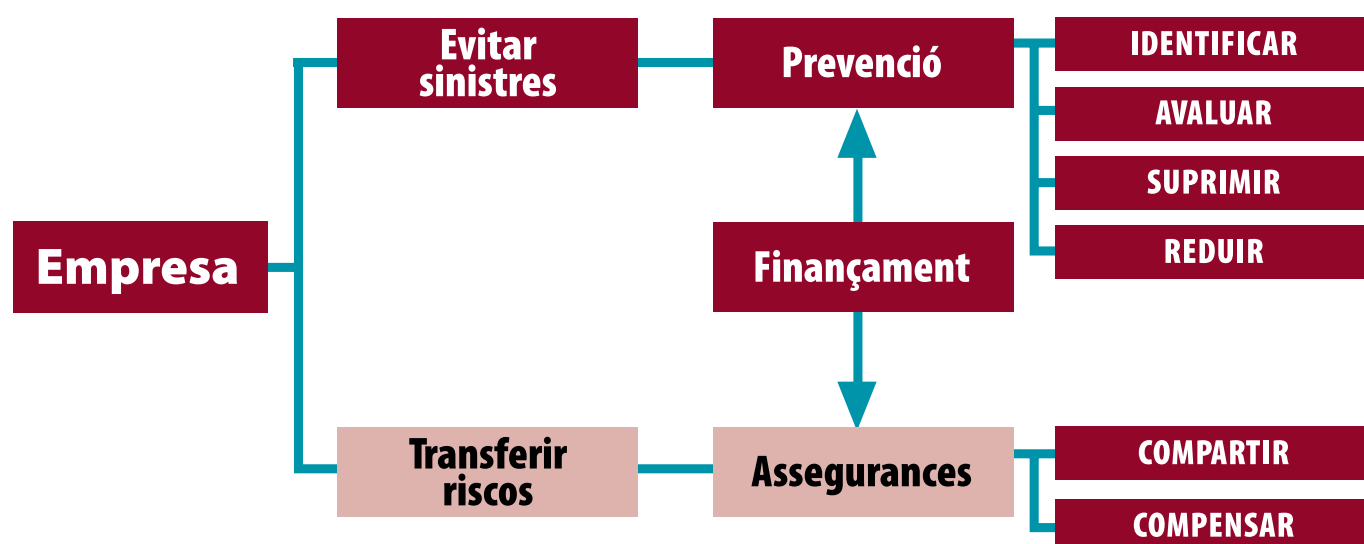 Evitar
sinistres
Prevenció
IDENTIFICAR
AVALUAR
SUPRIMIR
REDUIR
Empresa
Finançament
Transferir
riscos
Assegurances
COMPARTIR
COMPENSAR